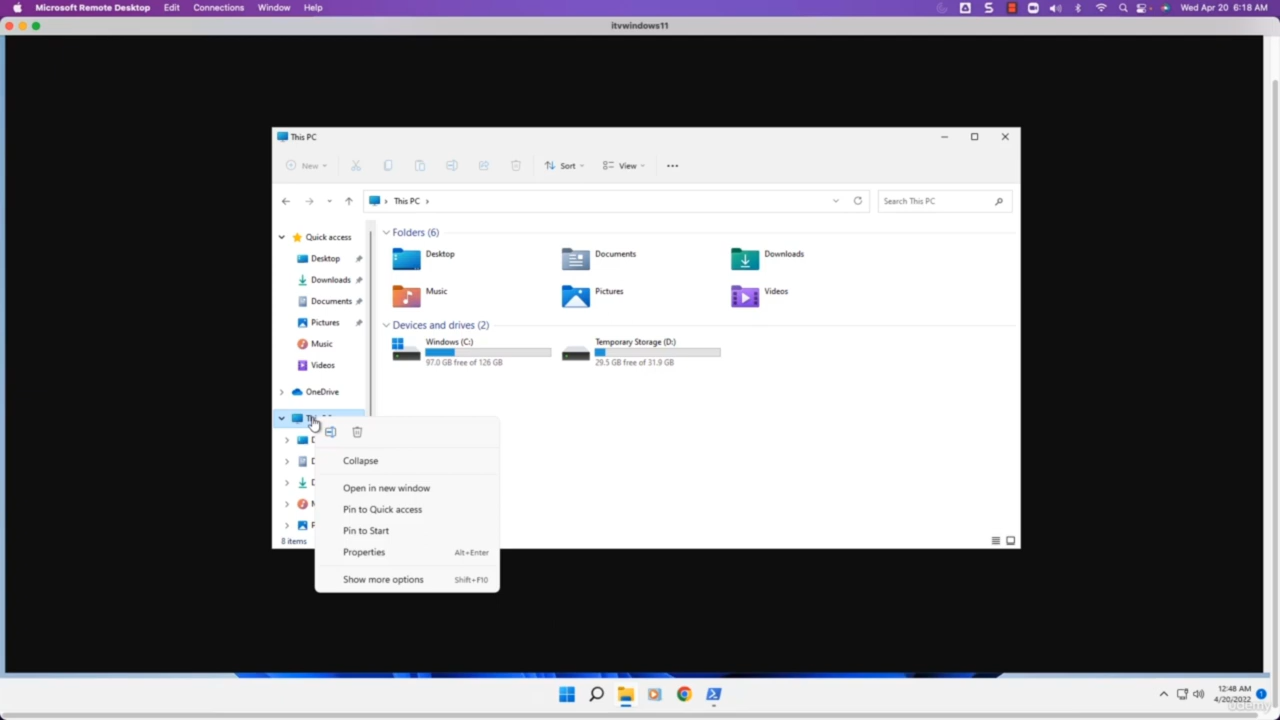 Microsoft Remote Desktop Edit Connections Window Help
Wed Apr 20 6:18 AM
itvwindows11
This PC
New
Sort
View
This PC
Search This PC
Quick access
Desktop
Downloads
Documents
Pictures
Music
Videos
OneDrive
Folders (6)
Desktop
Documents
Downloads
Music
Pictures
Videos
Devices and drives (2)
Windows (C:)
97.0 GB free of 126 GB
Temporary Storage (D:)
29.5 GB free of 31.9 GB
Collapse
Open in new window
Pin to Quick access
Pin to Start
Properties Alt+Enter
Show more options Shift+F10
8 items
12:48 AM
4/20/2022
1
udemy